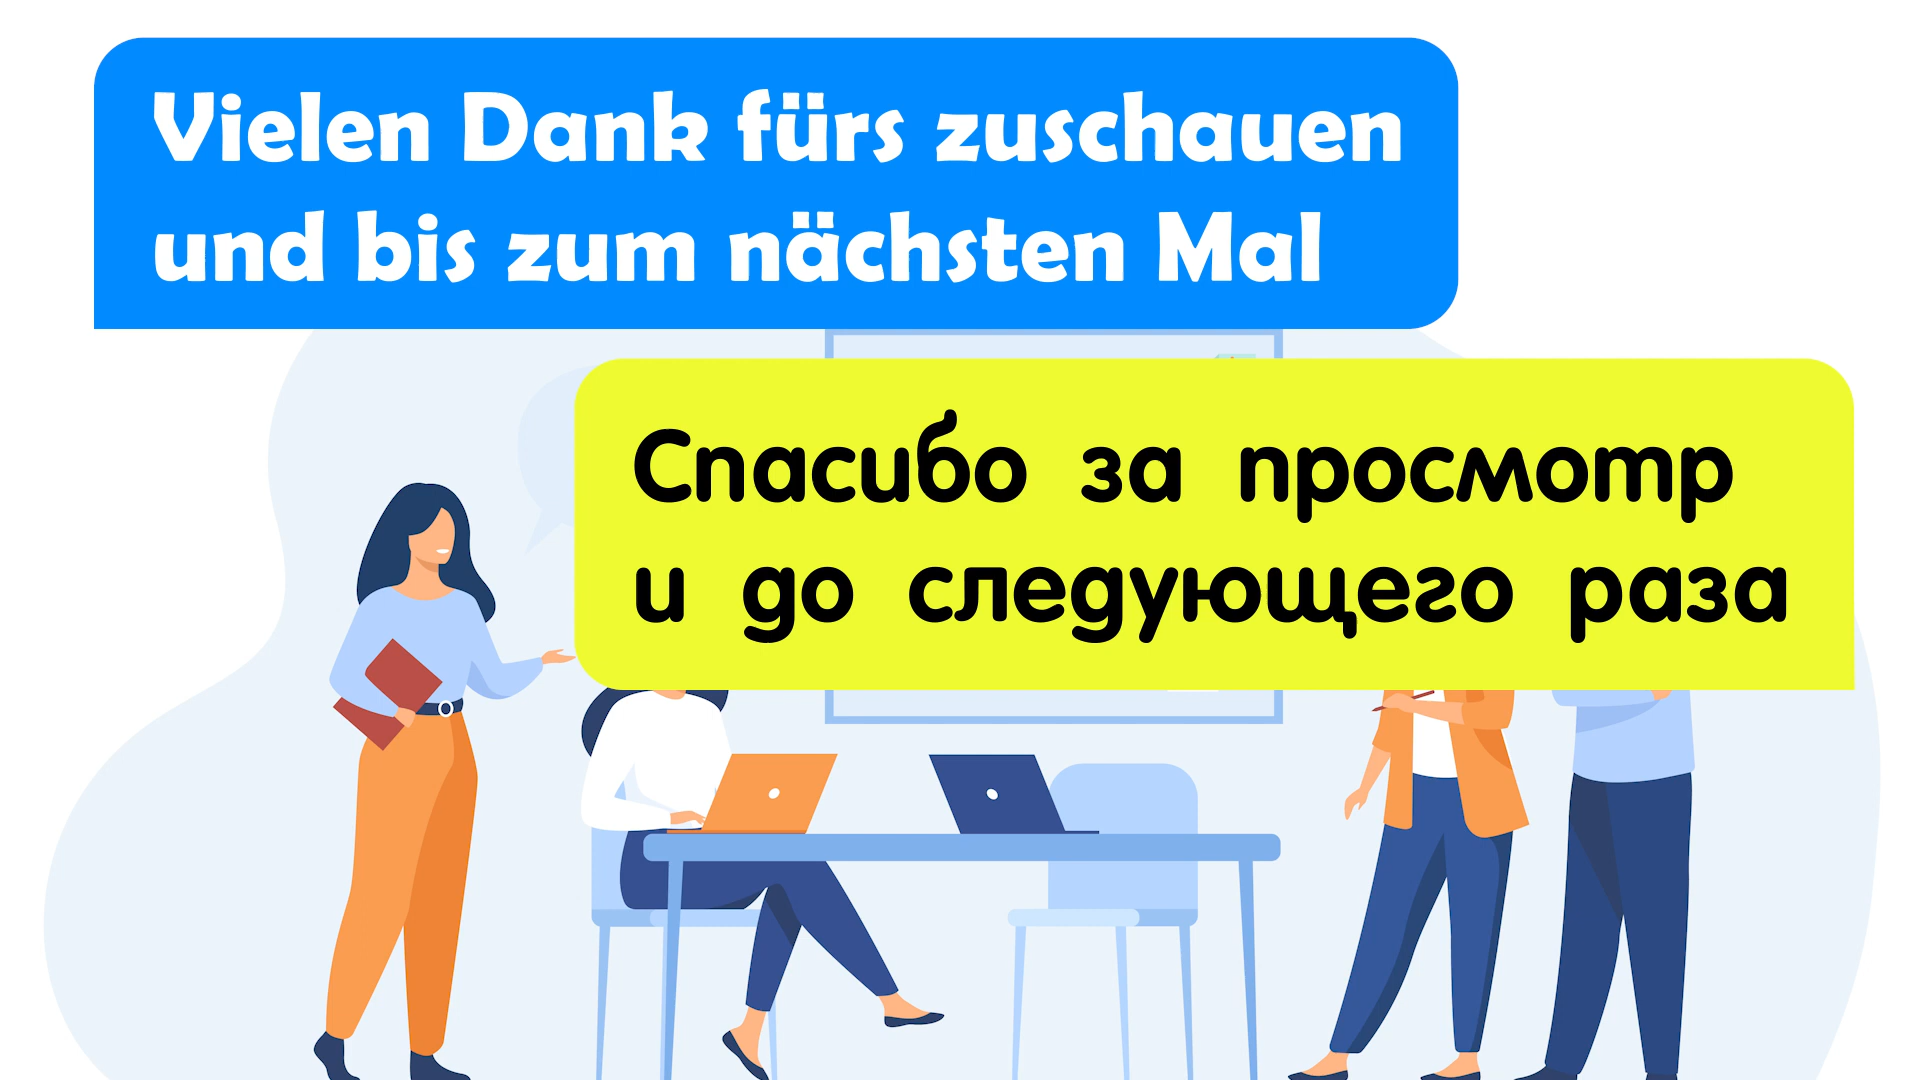 Vielen Dank fürs zuschauen
und bis zum nächsten Mal
Спасибо за просмотр
и до следующего раза